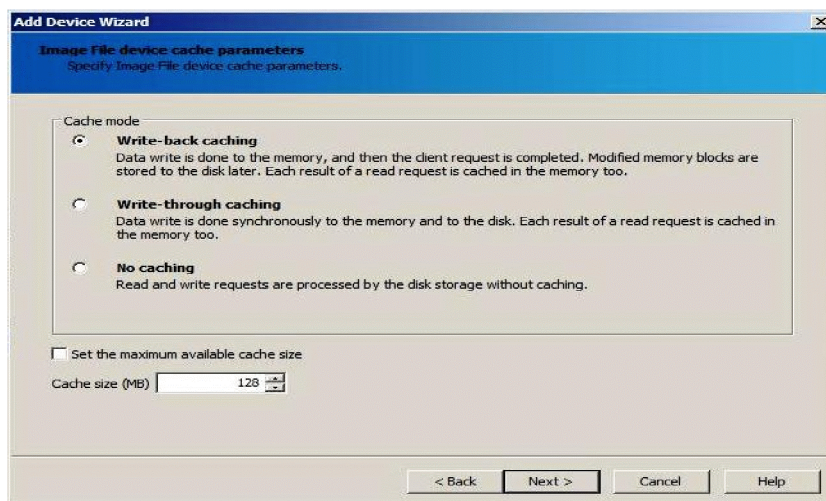 Add Device Wizard
Image File device cache parameters
Specify Image File device cache parameters.
Cache mode
Write-back caching
Data write is done to the memory, and then the client request is completed. Modified memory blocks are
stored to the disk later. Each result of a read request is cached in the memory too.
Write-through caching
Data write is done synchronously to the memory and to the disk. Each result of a read request is cached in
the memory too.
No caching
Read and write requests are processed by the disk storage without caching.
Set the maximum available cache size
Cache size (MB) 128
< Back Next > Cancel Help